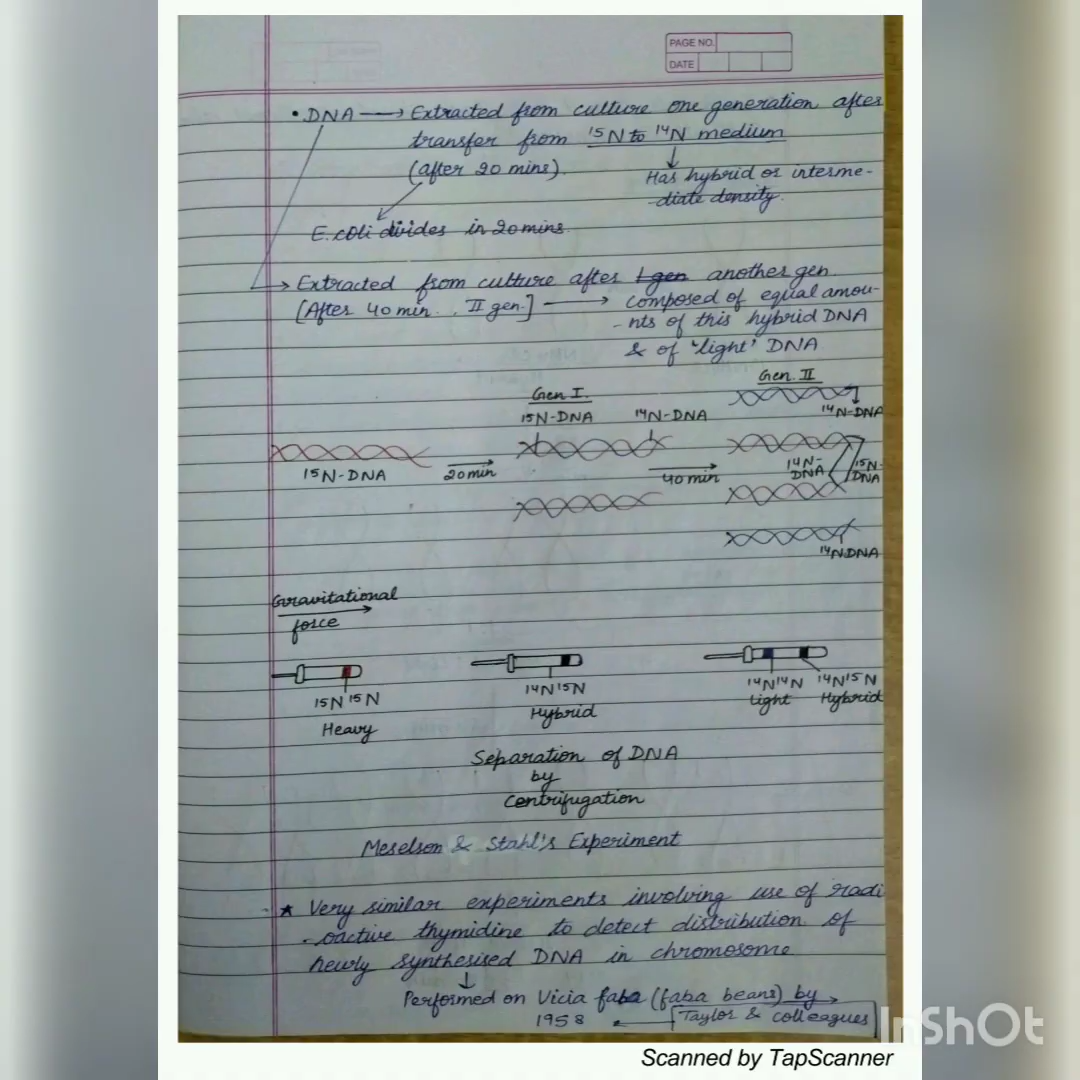 PAGE NO.
DATE
• DNA → Extracted from culture one generation after
transfer from ¹⁵N to ¹⁴N medium
(after 20 mins).
Has hybrid or interme-
-diate density.
E. coli divides in 20 mins.
→ Extracted from culture after 1 gen another gen
[After 40 min . , II gen.] → composed of equal amou-
-nts of this hybrid DNA
& of 'light' DNA
Gen I.
Gen. II
¹⁵N-DNA ¹⁴N-DNA
¹⁴N-DNA
¹⁵N-DNA
20 min
40 min
¹⁴N-
DNA
¹⁵N-
DNA
¹⁴N-DNA
Gravitational
force
¹⁵N ¹⁵N
Heavy
¹⁴N ¹⁵N
Hybrid
¹⁴N ¹⁴N
Light
¹⁴N ¹⁵N
Hybrid
Separation of DNA
by
Centrifugation
Meselson & Stahl's Experiment
★ Very similar experiments involving use of radi
-oactive thymidine to detect distribution of
newly synthesised DNA in chromosome
Performed on Vicia faba (faba beans) by
1958 Taylor & colleagues
InShOt
Scanned by TapScanner